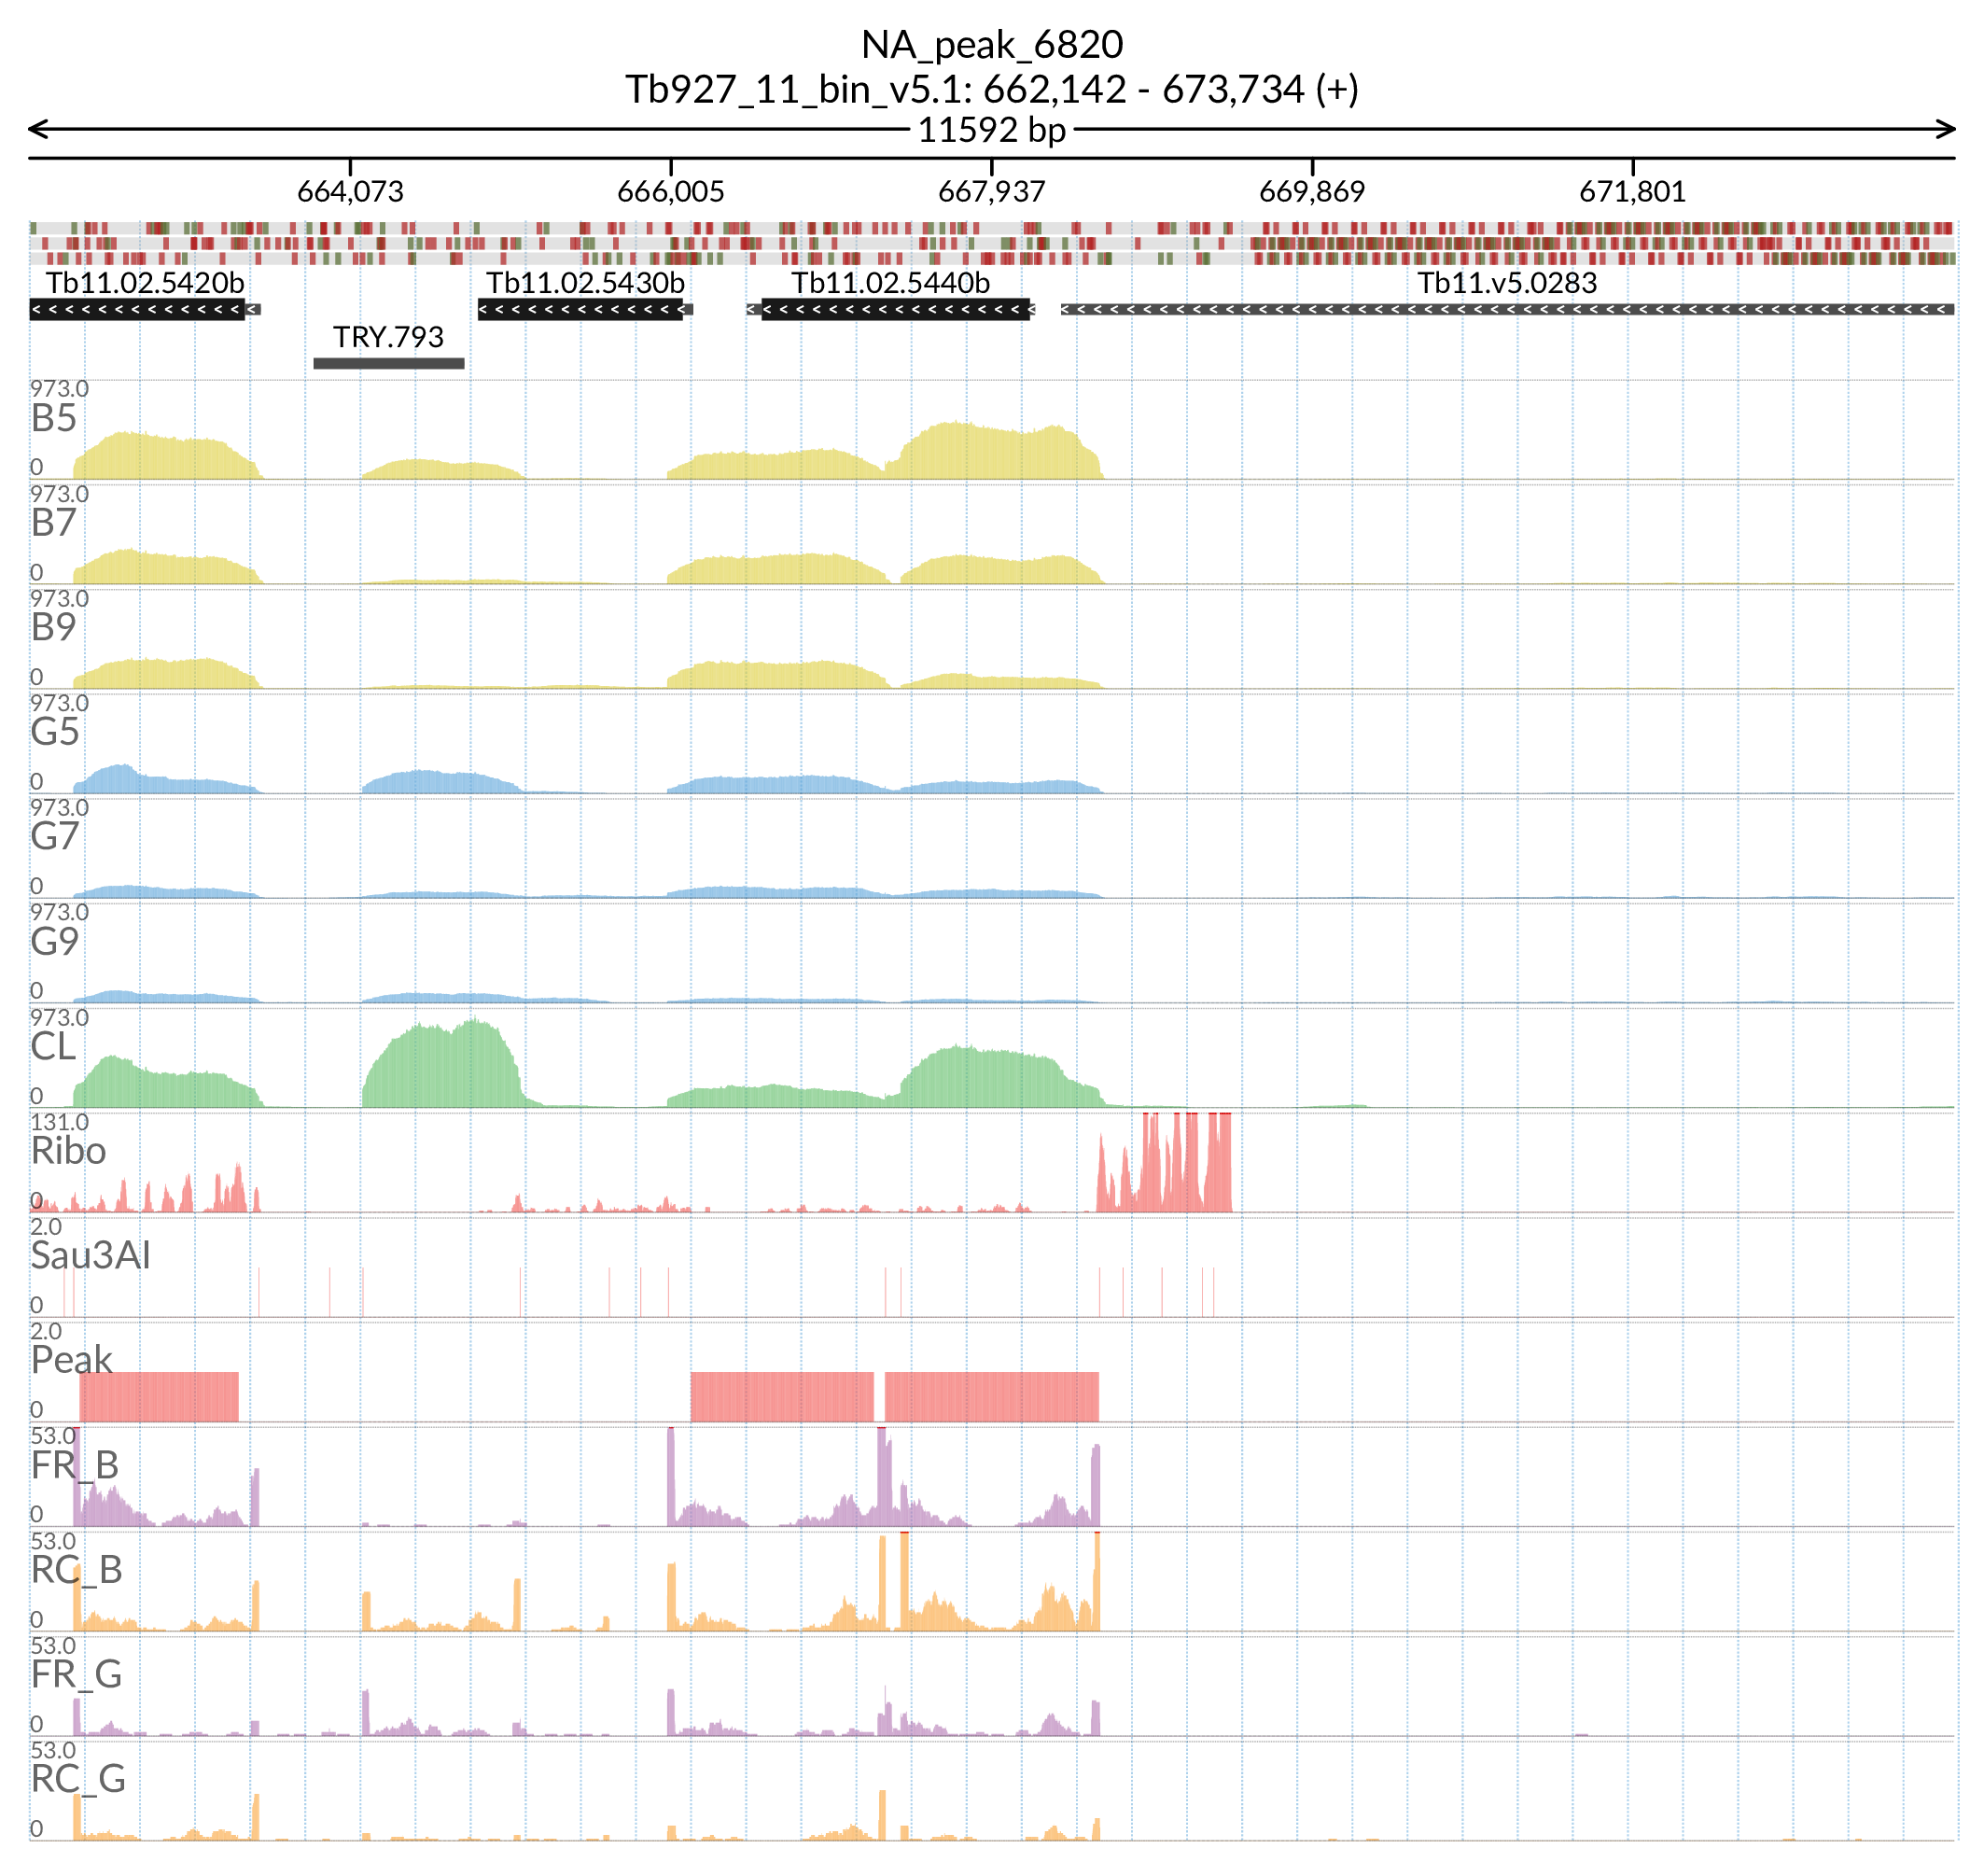 NA_peak_6820
Tb927_11_bin_v5.1: 662,142 - 673,734 (+)
11592 bp
664,073 666,005 667,937 669,869 671,801
Tb11.02.5420b Tb11.02.5430b Tb11.02.5440b Tb11.v5.0283
TRY.793
973.0
B5
0
973.0
B7
0
973.0
B9
0
973.0
G5
0
973.0
G7
0
973.0
G9
0
973.0
CL
0
131.0
Ribo
0
2.0
Sau3AI
0
2.0
Peak
0
53.0
FR_B
0
53.0
RC_B
0
53.0
FR_G
0
53.0
RC_G
0